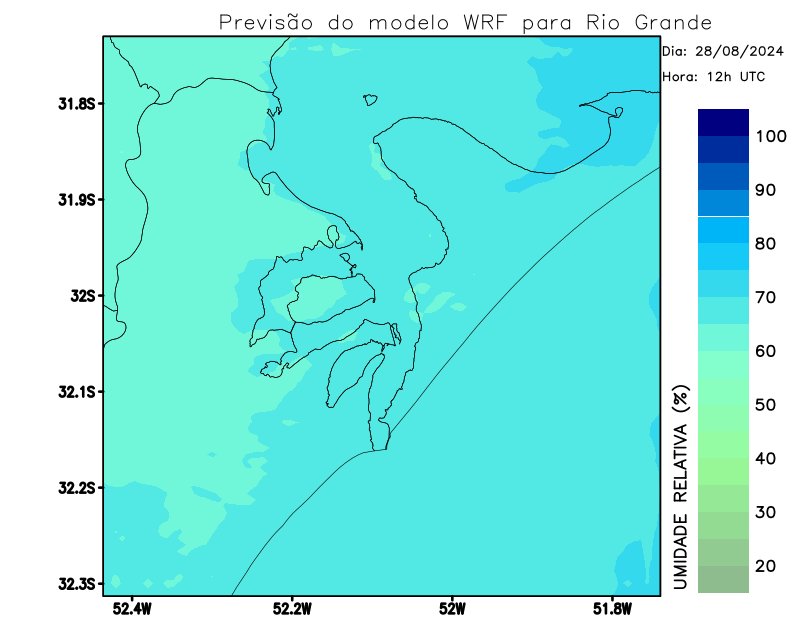 Previsão do modelo WRF para Rio Grande
Dia: 28/08/2024
Hora: 12h UTC
31.8S
31.9S
32S
32.1S
32.2S
32.3S
52.4W
52.2W
52W
51.8W
100
90
80
70
60
50
40
30
20
UMIDADE RELATIVA (%)